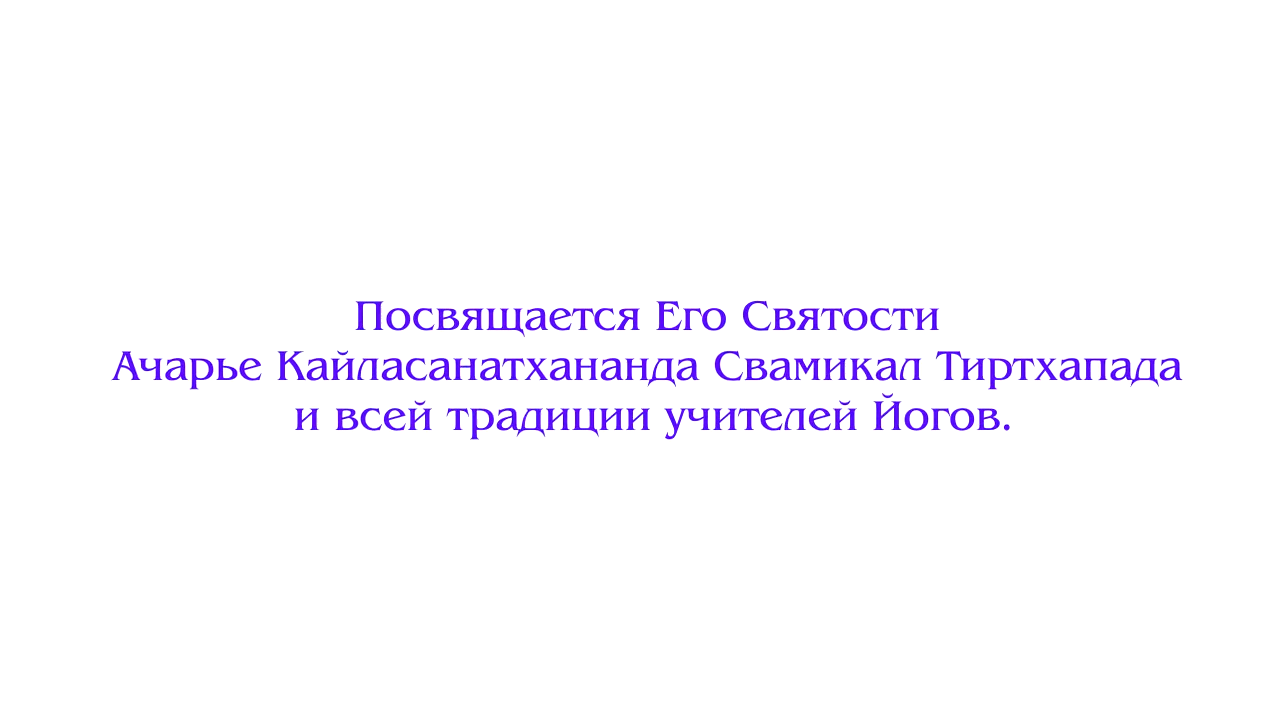 Посвящается Его Святости
Ачарье Кайласанатхананда Свамикал Тиртхапада
и всей традиции учителей Йогов.